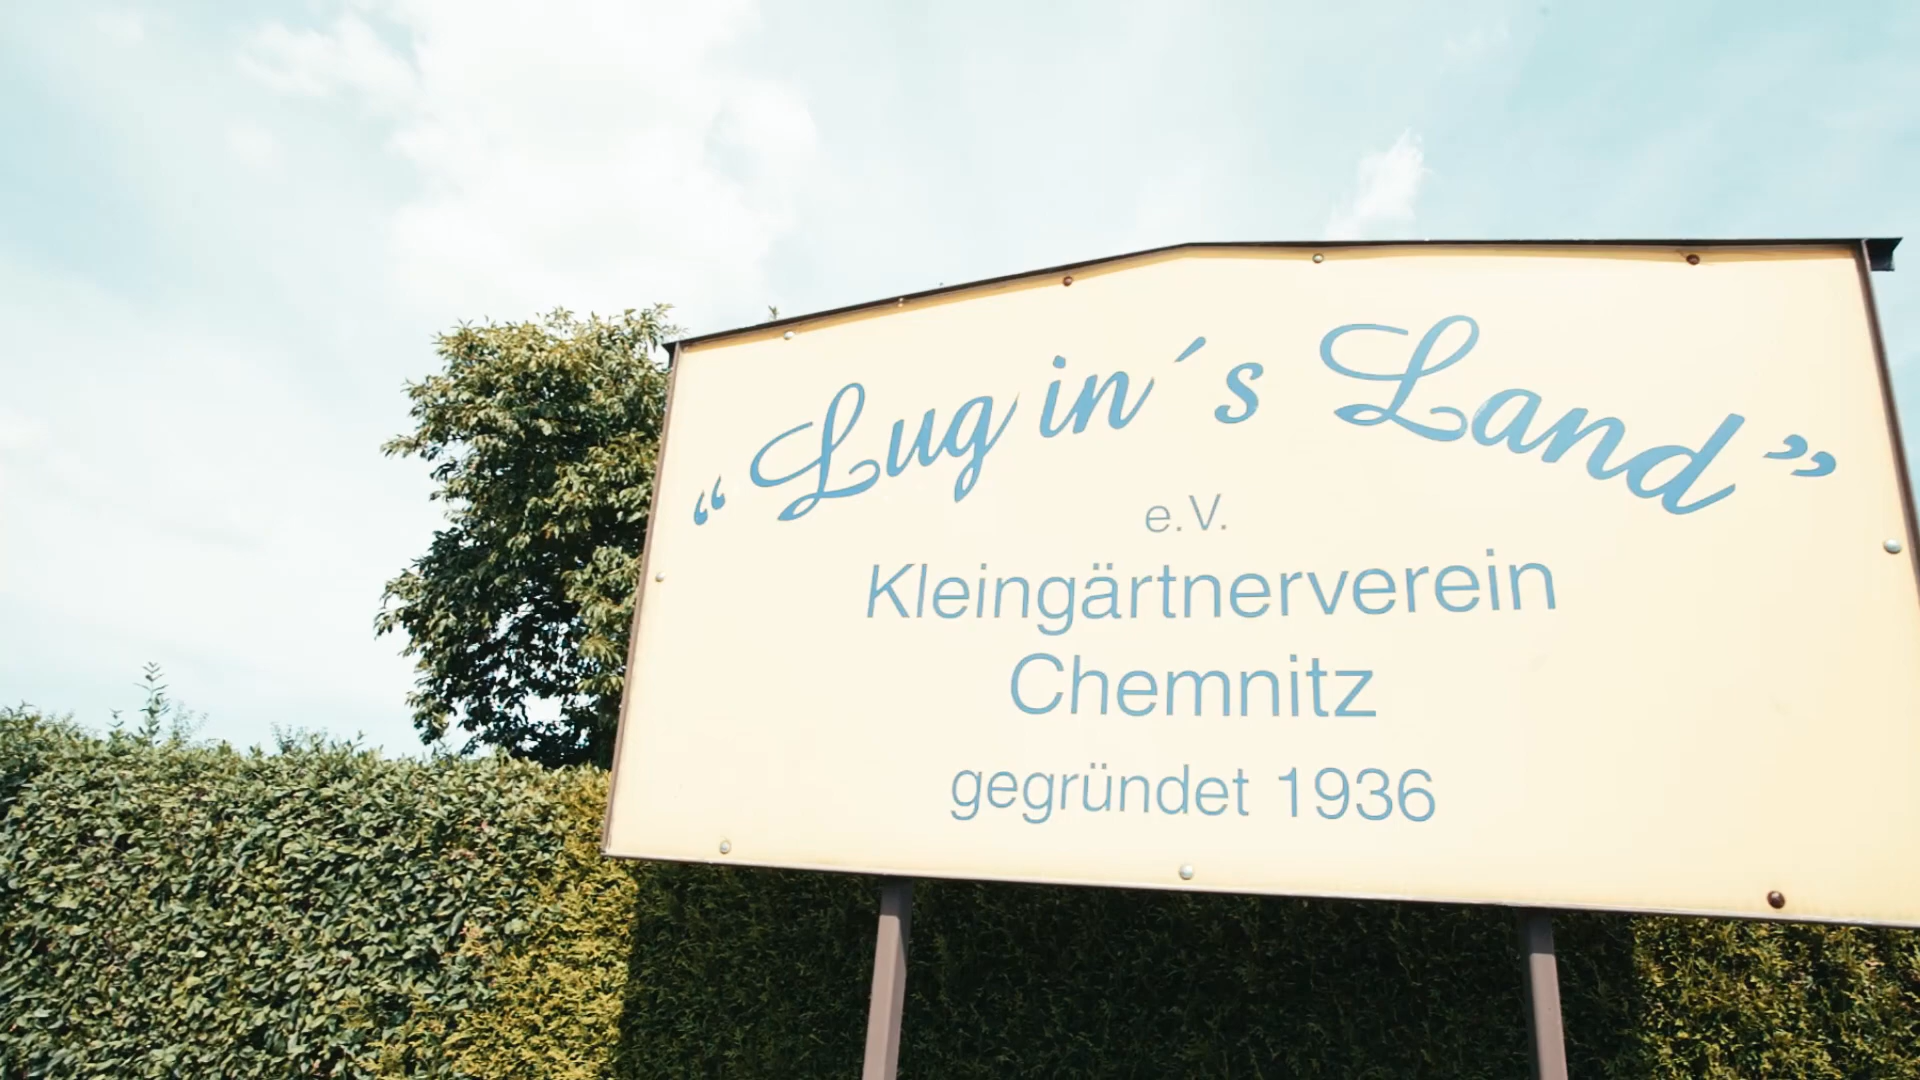 “Lug in´s Land”
e.V.
Kleingärtnerverein
Chemnitz
gegründet 1936